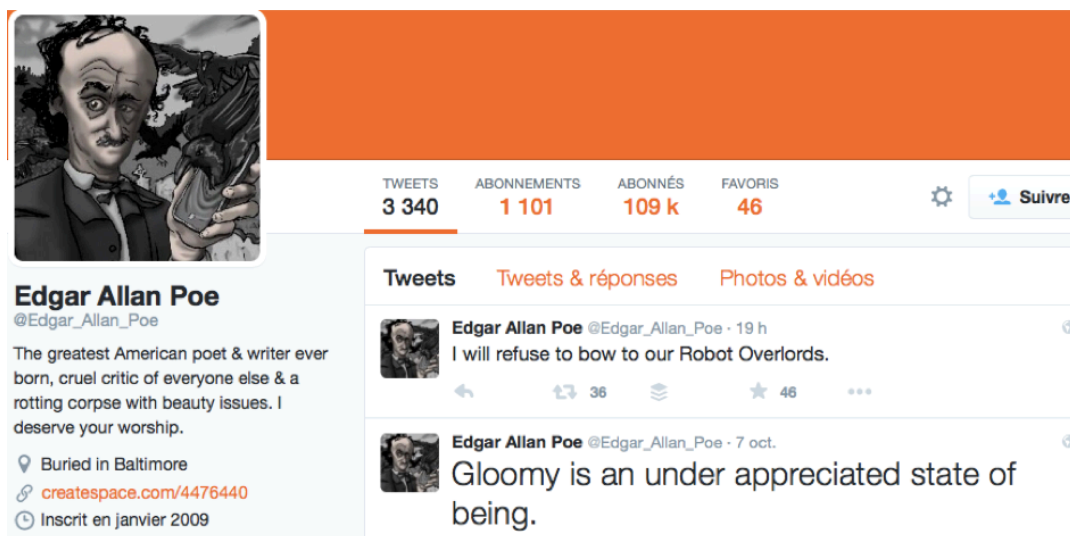 TWEETS ABONNEMENTS ABONNÉS FAVORIS
3 340 1 101 109 k 46
Suivre
Edgar Allan Poe
@Edgar_Allan_Poe
The greatest American poet & writer ever
born, cruel critic of everyone else & a
rotting corpse with beauty issues. I
deserve your worship.
Buried in Baltimore
createspace.com/4476440
Inscrit en janvier 2009
Tweets Tweets & réponses Photos & vidéos
Edgar Allan Poe @Edgar_Allan_Poe · 19 h
I will refuse to bow to our Robot Overlords.
36 46
Edgar Allan Poe @Edgar_Allan_Poe · 7 oct.
Gloomy is an under appreciated state of
being.